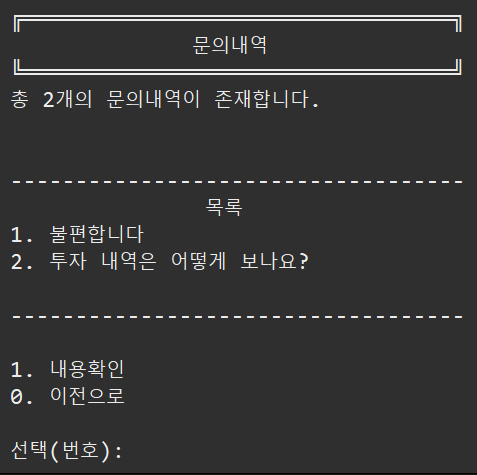 문의내역
총 2개의 문의내역이 존재합니다.
-----------------------------------
목록
1. 불편합니다
2. 투자 내역은 어떻게 보나요?
-----------------------------------
1. 내용확인
0. 이전으로
선택(번호):